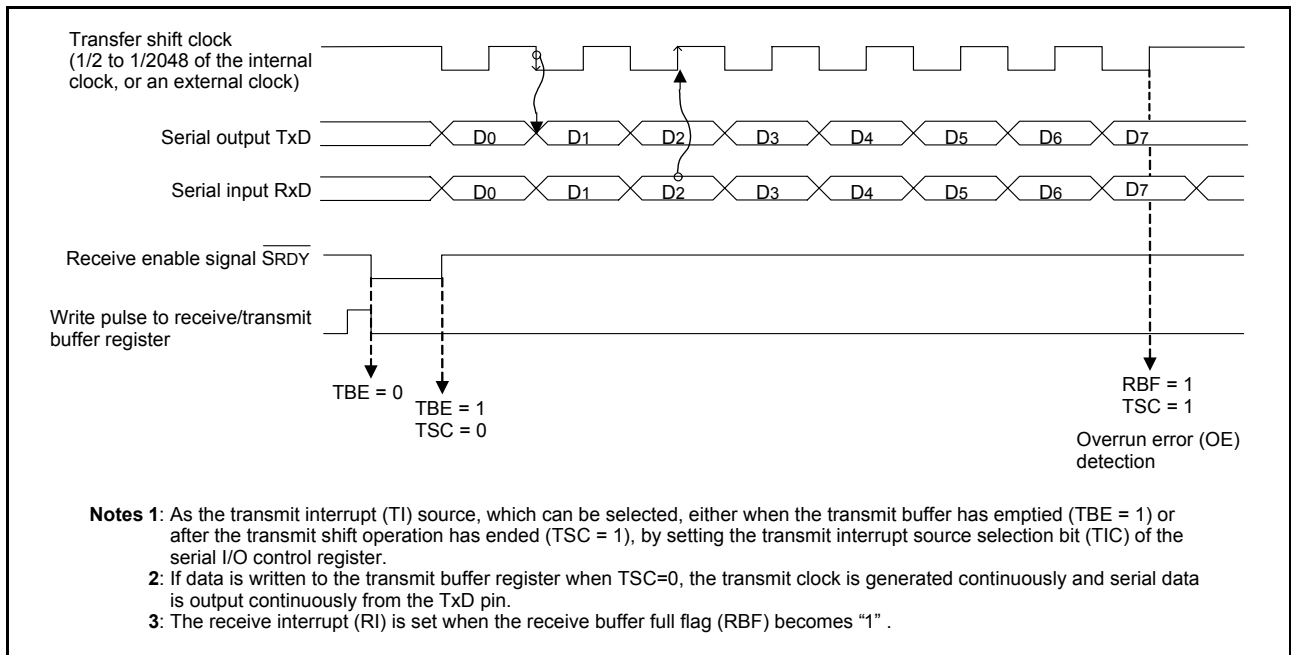 Transfer shift clock
(1/2 to 1/2048 of the internal
clock, or an external clock)
Serial output TxD
D0 D1 D2 D3 D4 D5 D6 D7
Serial input RxD
D0 D1 D2 D3 D4 D5 D6 D7
Receive enable signal SRDY
Write pulse to receive/transmit
buffer register
TBE = 0
TBE = 1
TSC = 0
RBF = 1
TSC = 1
Overrun error (OE)
detection
Notes 1: As the transmit interrupt (TI) source, which can be selected, either when the transmit buffer has emptied (TBE = 1) or
after the transmit shift operation has ended (TSC = 1), by setting the transmit interrupt source selection bit (TIC) of the
serial I/O control register.
2: If data is written to the transmit buffer register when TSC=0, the transmit clock is generated continuously and serial data
is output continuously from the TxD pin.
3: The receive interrupt (RI) is set when the receive buffer full flag (RBF) becomes “1” .